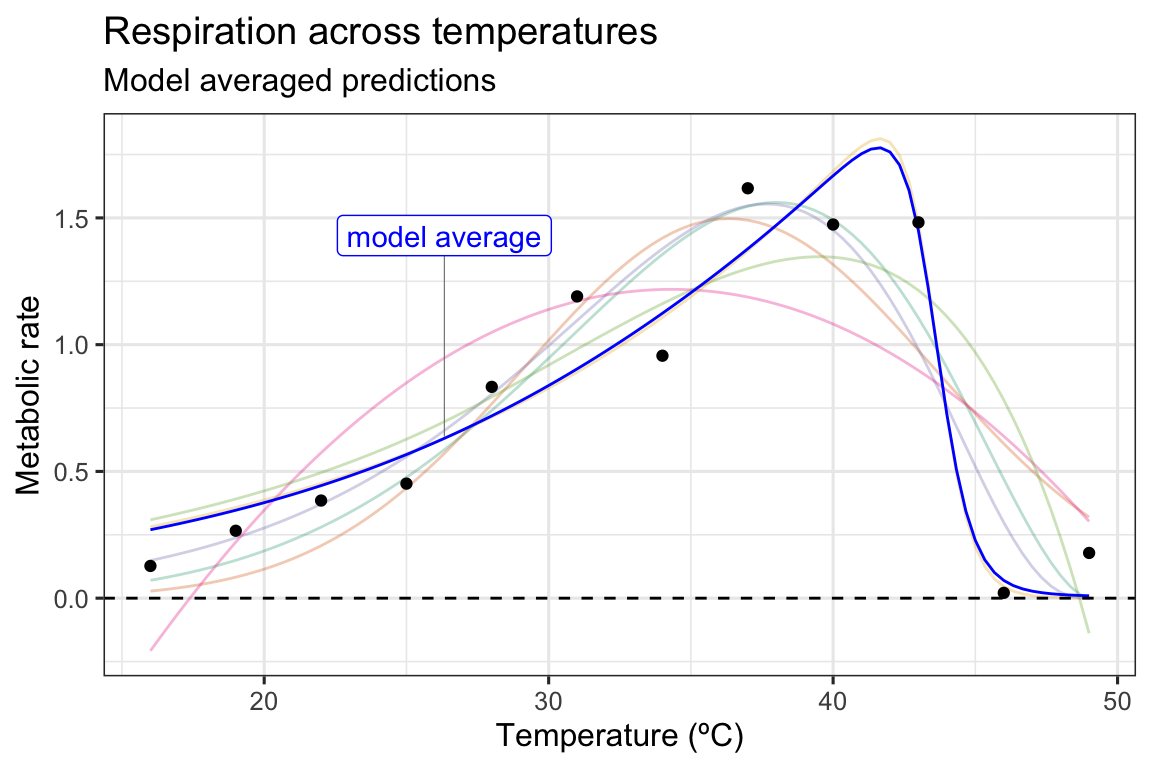 Respiration across temperatures
Model averaged predictions
model average
Metabolic rate
1.5
1.0
0.5
0.0
20
30
40
50
Temperature (ºC)